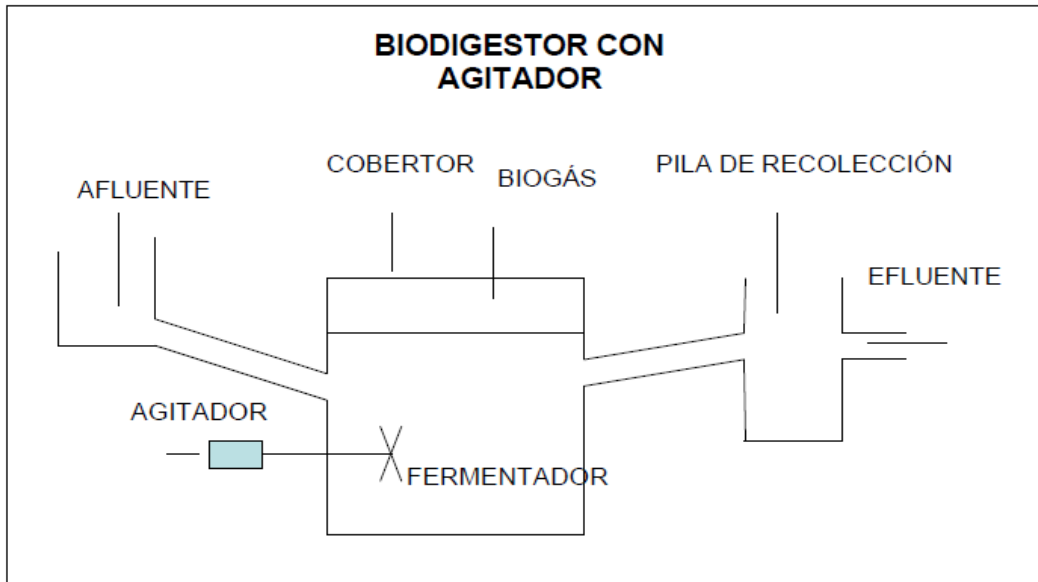 BIODIGESTOR CON
AGITADOR
COBERTOR
PILA DE RECOLECCIÓN
BIOGÁS
AFLUENTE
EFLUENTE
AGITADOR
FERMENTADOR